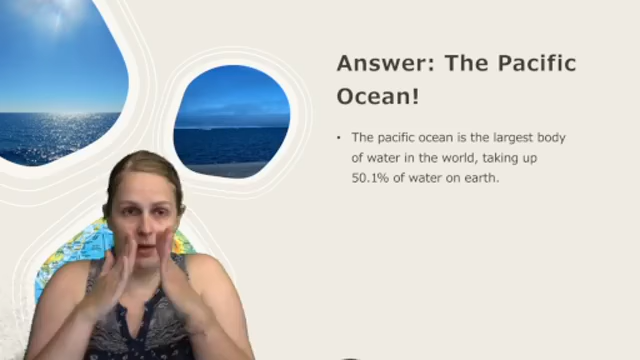 Answer: The Pacific
Ocean!
• The pacific ocean is the largest body
of water in the world, taking up
50.1% of water on earth.